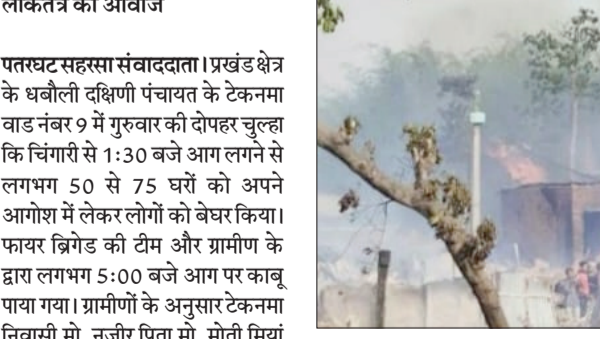 लोकतंत्र की आवाज
पतरघट सहरसा संवाददाता। प्रखंड क्षेत्र
के धबौली दक्षिणी पंचायत के टेकनमा
वाड नंबर 9 में गुरुवार की दोपहर चुल्हा
कि चिंगारी से 1:30 बजे आग लगने से
लगभग 50 से 75 घरों को अपने
आगोश में लेकर लोगों को बेघर किया।
फायर ब्रिगेड की टीम और ग्रामीण के
द्वारा लगभग 5:00 बजे आग पर काबू
पाया गया। ग्रामीणों के अनुसार टेकनमा
निवासी मो. नजीर पिता मो. मोती मियां